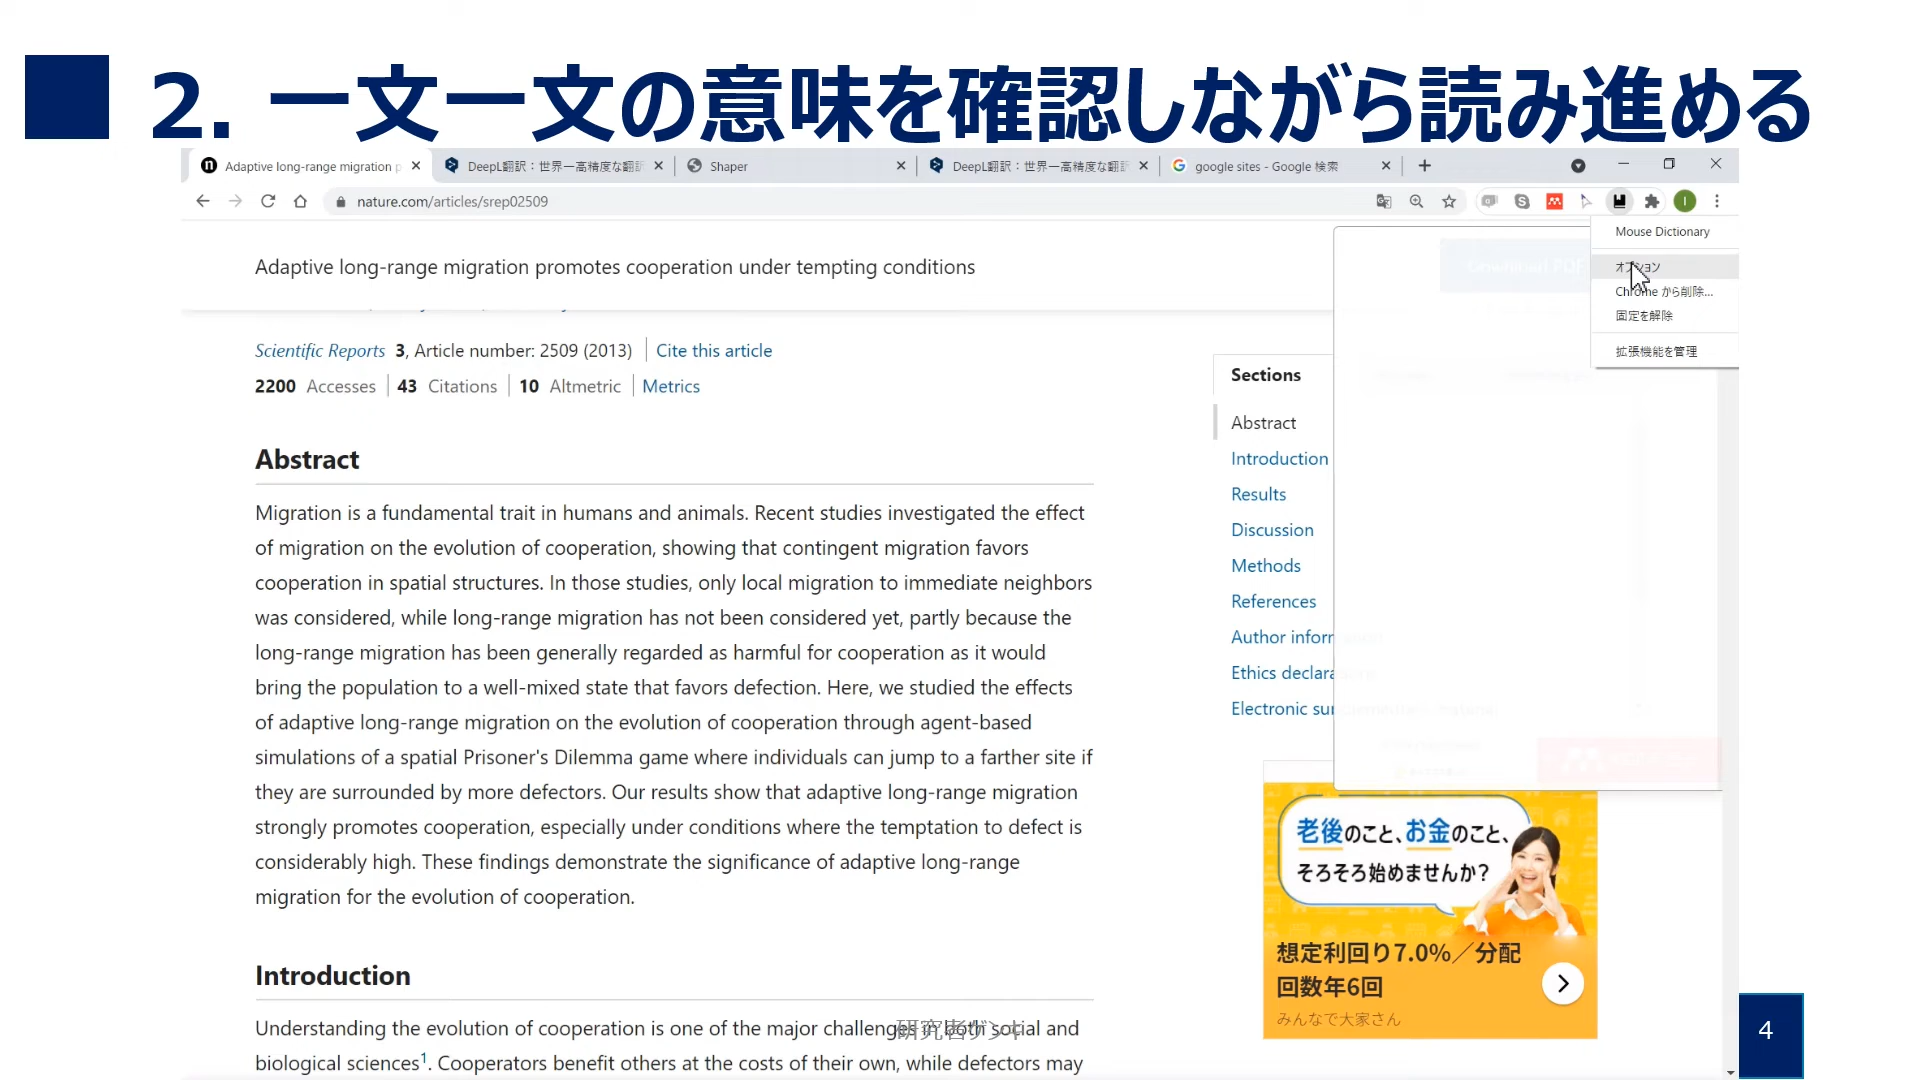 2. 一文一文の意味を確認しながら読み進める
Adaptive long-range migration p
DeepL翻訳：世界一高精度な翻訳
Shaper
DeepL翻訳：世界一高精度な翻訳
google sites - Google 検索
nature.com/articles/srep02509
Mouse Dictionary
オプション
Chrome から削除...
固定を解除
拡張機能を管理
Adaptive long-range migration promotes cooperation under tempting conditions
Download PDF
Scientific Reports 3, Article number: 2509 (2013) Cite this article
2200 Accesses 43 Citations 10 Altmetric Metrics
Abstract
Migration is a fundamental trait in humans and animals. Recent studies investigated the effect
of migration on the evolution of cooperation, showing that contingent migration favors
cooperation in spatial structures. In those studies, only local migration to immediate neighbors
was considered, while long-range migration has not been considered yet, partly because the
long-range migration has been generally regarded as harmful for cooperation as it would
bring the population to a well-mixed state that favors defection. Here, we studied the effects
of adaptive long-range migration on the evolution of cooperation through agent-based
simulations of a spatial Prisoner's Dilemma game where individuals can jump to a farther site if
they are surrounded by more defectors. Our results show that adaptive long-range migration
strongly promotes cooperation, especially under conditions where the temptation to defect is
considerably high. These findings demonstrate the significance of adaptive long-range
migration for the evolution of cooperation.
Introduction
Understanding the evolution of cooperation is one of the major challenges in both social and
biological sciences1. Cooperators benefit others at the costs of their own, while defectors may
Sections
Abstract
Introduction
Results
Discussion
Methods
References
Author information
Ethics declarations
Electronic supplementary material
老後のこと、お金のこと、
そろそろ始めませんか?
想定利回り7.0%／分配
回数年6回
みんなで大家さん
研究者ゲンキ
4